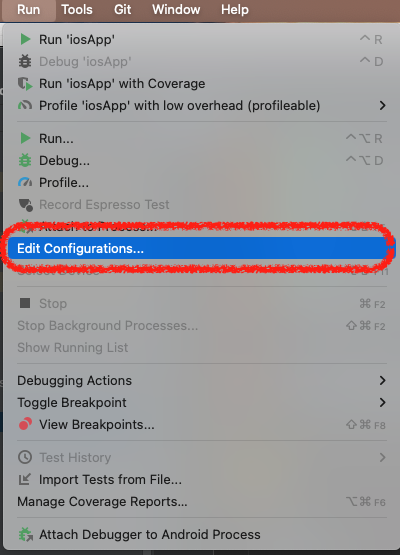 Run Tools Git Window Help
Run 'iosApp' ⌃ R
Debug 'iosApp' ⌃ D
Run 'iosApp' with Coverage
Profile 'iosApp' with low overhead (profileable)
Run... ⌃⌥ R
Debug... ⌃⌥ D
Profile...
Record Espresso Test
Attach to Process...
Edit Configurations...
Stop ⌘ F2
Stop Background Processes... ⇧⌘ F2
Show Running List
Debugging Actions
Toggle Breakpoint
View Breakpoints... ⇧⌘ F8
Test History
Import Tests from File...
Manage Coverage Reports... ⌥⌘ F6
Attach Debugger to Android Process